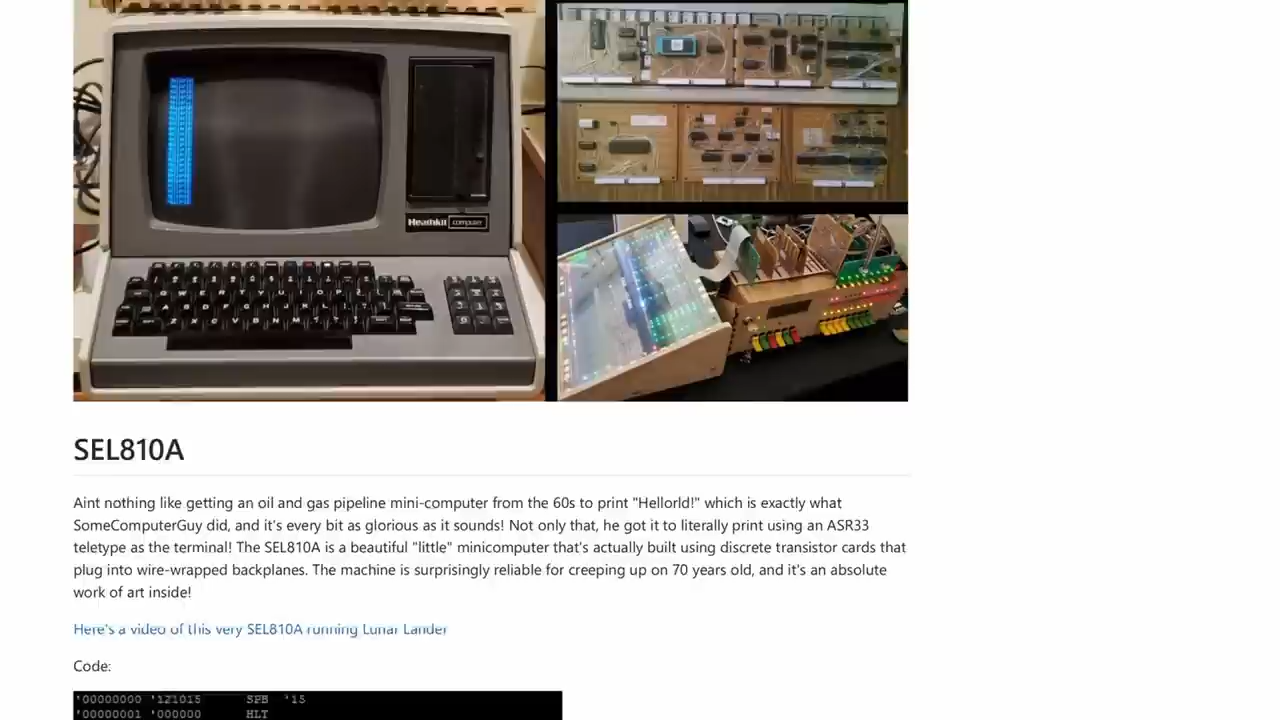 Heathkit computer
SEL810A
Aint nothing like getting an oil and gas pipeline mini-computer from the 60s to print "Hellorld!" which is exactly what
SomeComputerGuy did, and it's every bit as glorious as it sounds! Not only that, he got it to literally print using an ASR33
teletype as the terminal! The SEL810A is a beautiful "little" minicomputer that's actually built using discrete transistor cards that
plug into wire-wrapped backplanes. The machine is surprisingly reliable for creeping up on 70 years old, and it's an absolute
work of art inside!
Here's a video of this very SEL810A running Lunar Lander
Code:
'00000000 '121015 SPB '15
'00000001 '000000 HLT